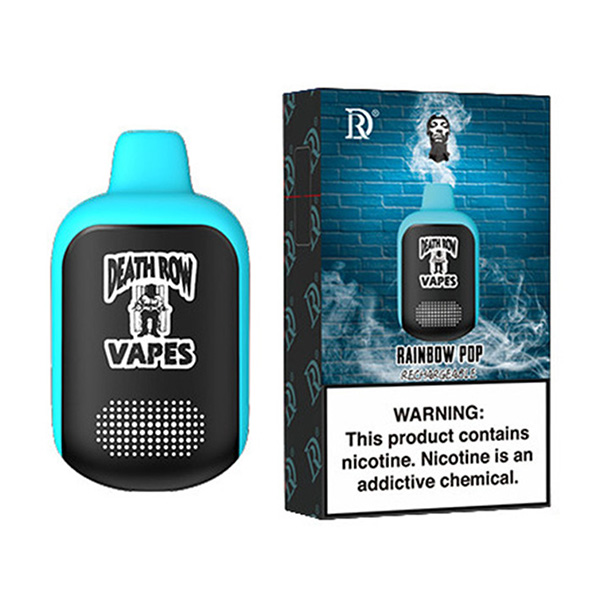 DEATH ROW
VAPES
DR
DEATH ROW
VAPES
RAINBOW POP
RECHARGEABLE
WARNING:
This product contains
nicotine. Nicotine is an
addictive chemical.